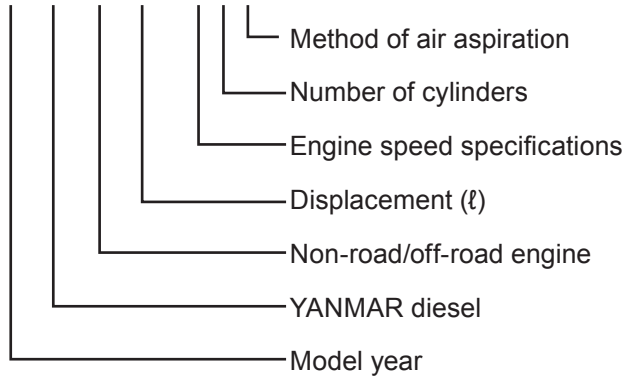 Method of air aspiration
Number of cylinders
Engine speed specifications
Displacement (ℓ)
Non-road/off-road engine
YANMAR diesel
Model year